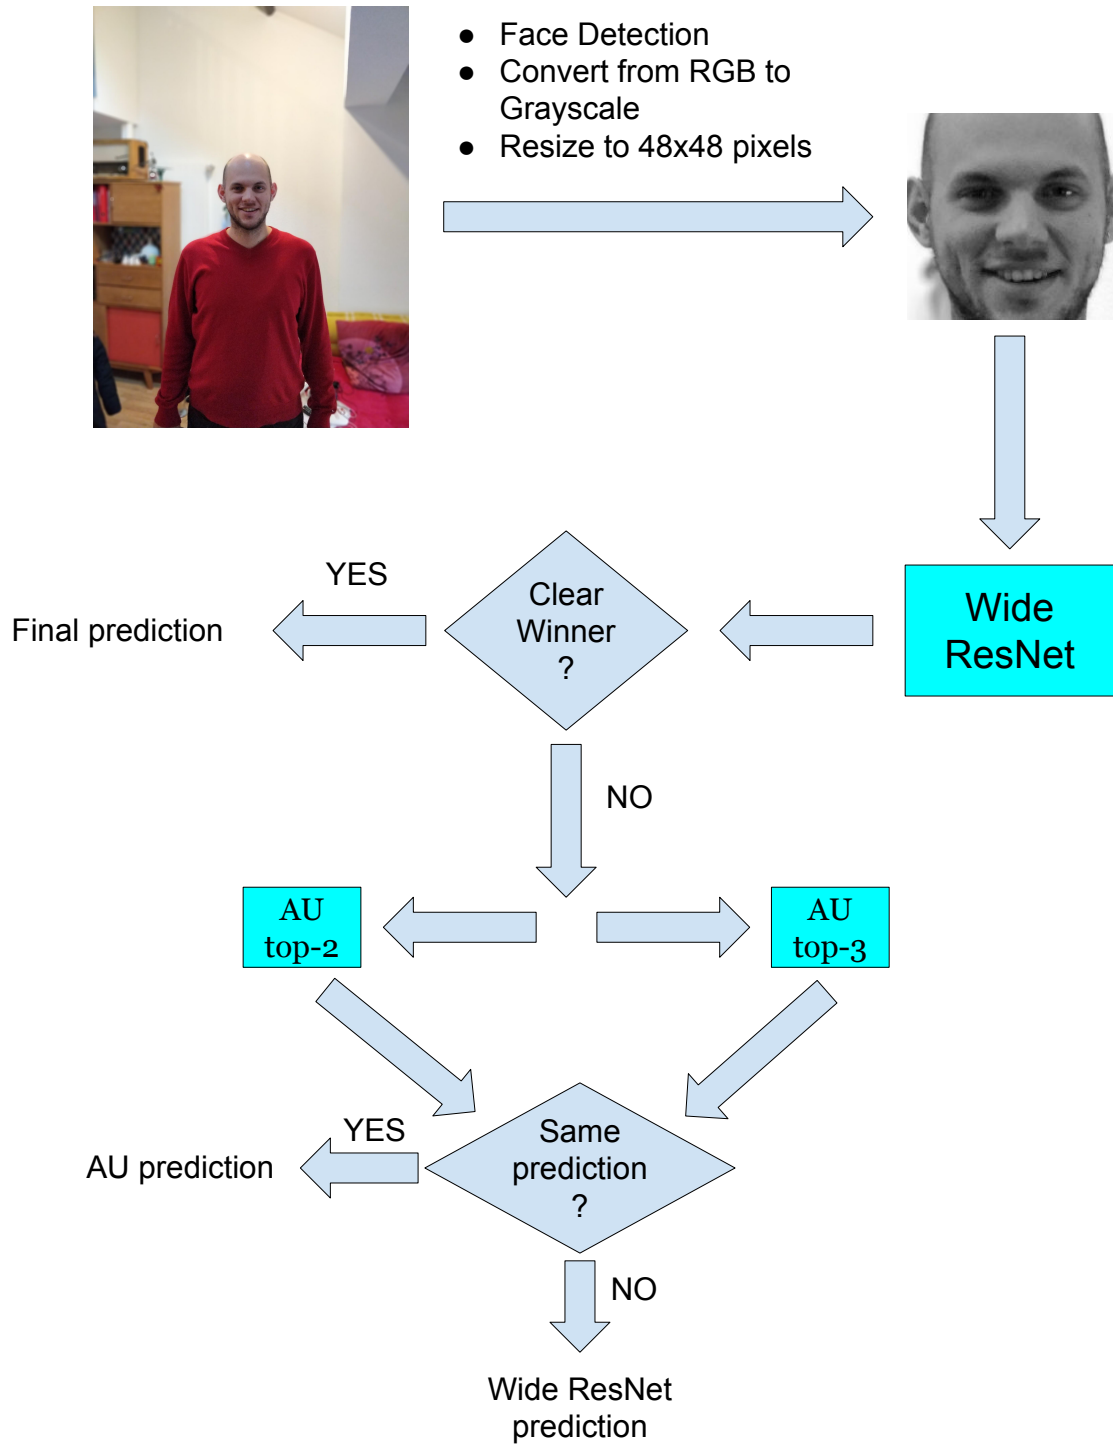 ● Face Detection
● Convert from RGB to
Grayscale
● Resize to 48x48 pixels
YES
Clear
Winner
?
Final prediction
Wide
ResNet
NO
AU
top-2
AU
top-3
YES
Same
prediction
?
AU prediction
NO
Wide ResNet
prediction